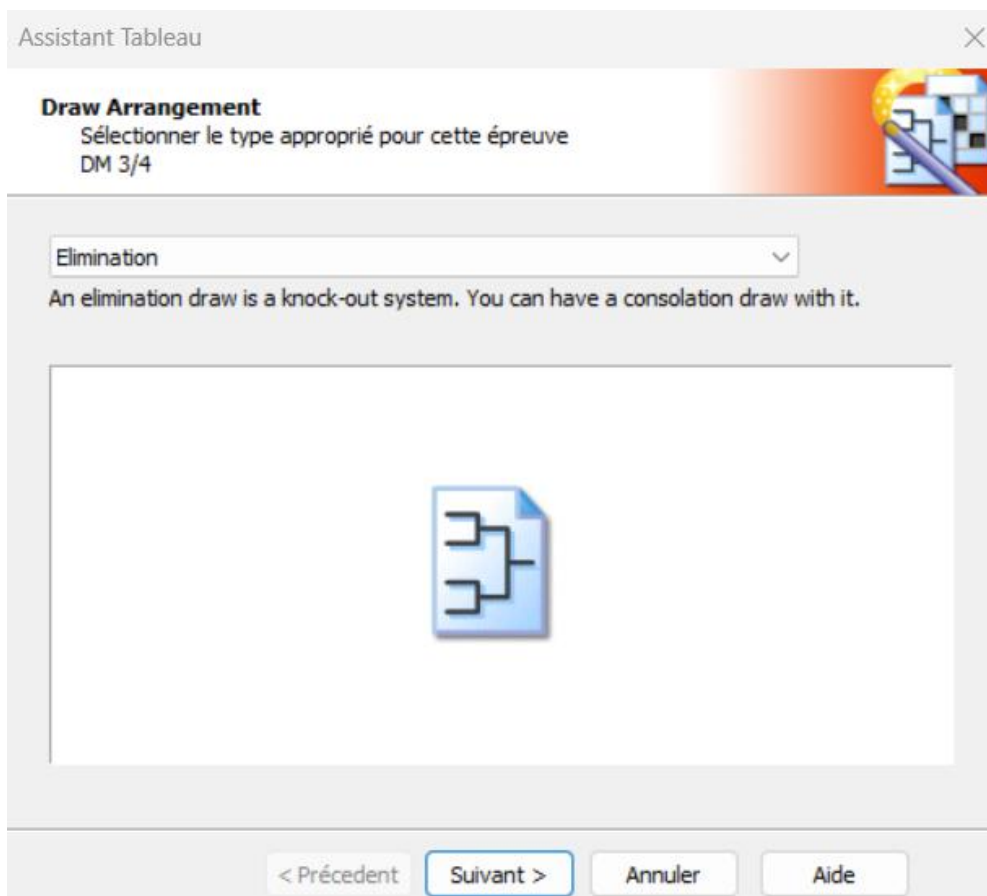 Assistant Tableau
Draw Arrangement
Sélectionner le type approprié pour cette épreuve
DM 3/4
Elimination
An elimination draw is a knock-out system. You can have a consolation draw with it.
< Précedent
Suivant >
Annuler
Aide